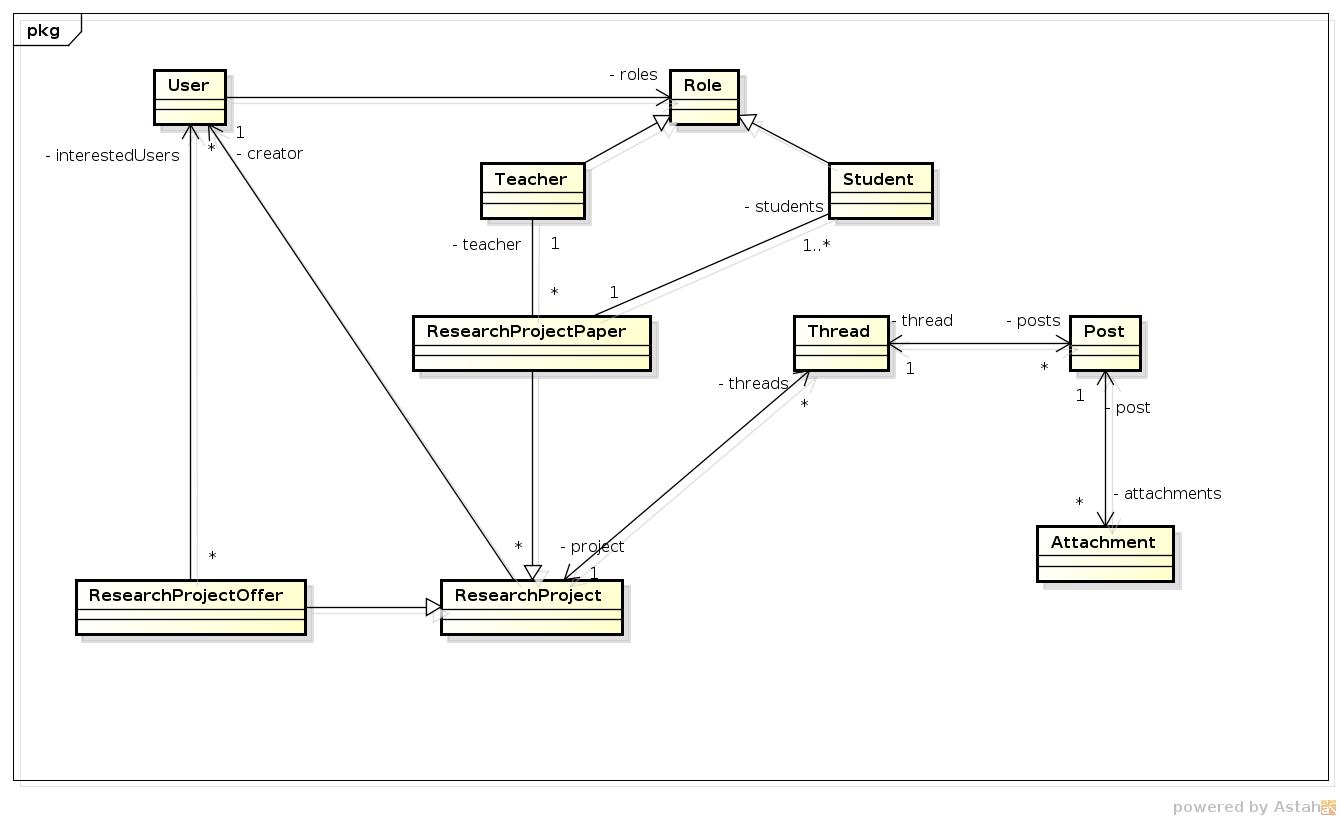 pkg
User
- roles
Role
1
*
- interestedUsers
- creator
Teacher
Student
- students
- teacher
1
1..*
*
1
ResearchProjectPaper
Thread
- thread
- posts
Post
1
*
- threads
*
1
- post
*
- attachments
*
- project
1
*
Attachment
ResearchProjectOffer
ResearchProject
powered by Astah